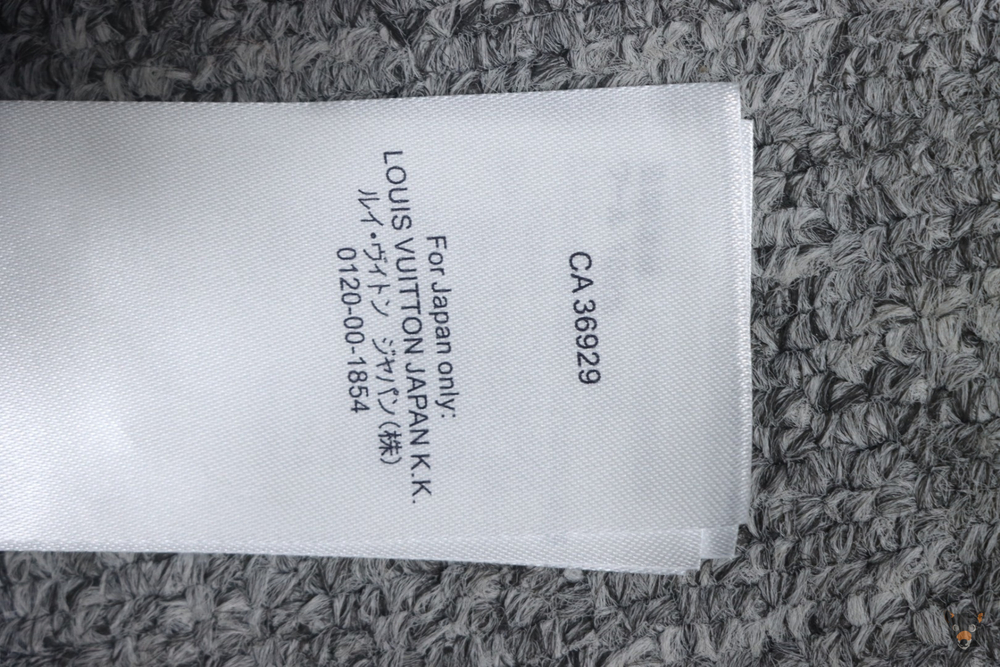 CA 36929
For Japan only:
LOUIS VUITTON JAPAN K.K.
ルイ・ヴィトン ジャパン(株)
0120-00-1854